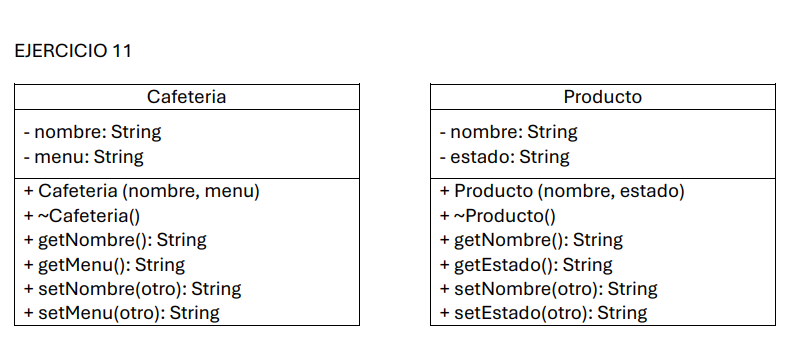 EJERCICIO 11
Cafeteria
- nombre: String
- menu: String
+ Cafeteria (nombre, menu)
+ ~Cafeteria()
+ getNombre(): String
+ getMenu(): String
+ setNombre(otro): String
+ setMenu(otro): String
Producto
- nombre: String
- estado: String
+ Producto (nombre, estado)
+ ~Producto()
+ getNombre(): String
+ getEstado(): String
+ setNombre(otro): String
+ setEstado(otro): String